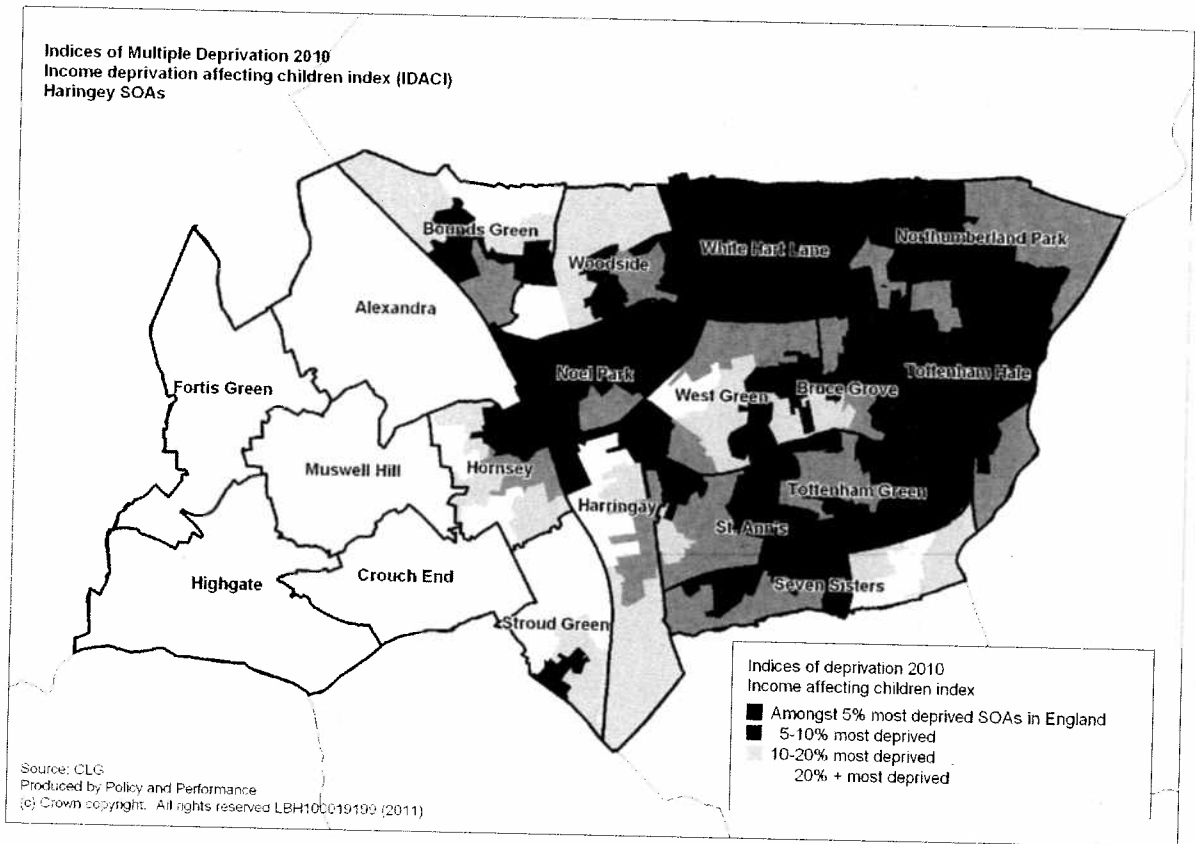 Indices of Multiple Deprivation 2010
Income deprivation affecting children index (IDACI)
Haringey SOAs
Bounds Green
Woodside
White Hart Lane
Northumberland Park
Alexandra
Noel Park
Tottenham Hale
Fortis Green
West Green
Bruce Grove
Muswell Hill
Hornsey
Harringay
Tottenham Green
St. Ann's
Highgate
Crouch End
Seven Sisters
Stroud Green
Indices of deprivation 2010
Income affecting children index
Amongst 5% most deprived SOAs in England
5-10% most deprived
10-20% most deprived
20% + most deprived
Source: CLG
Produced by Policy and Performance
(c) Crown copyright. All rights reserved LBH100019199 (2011)